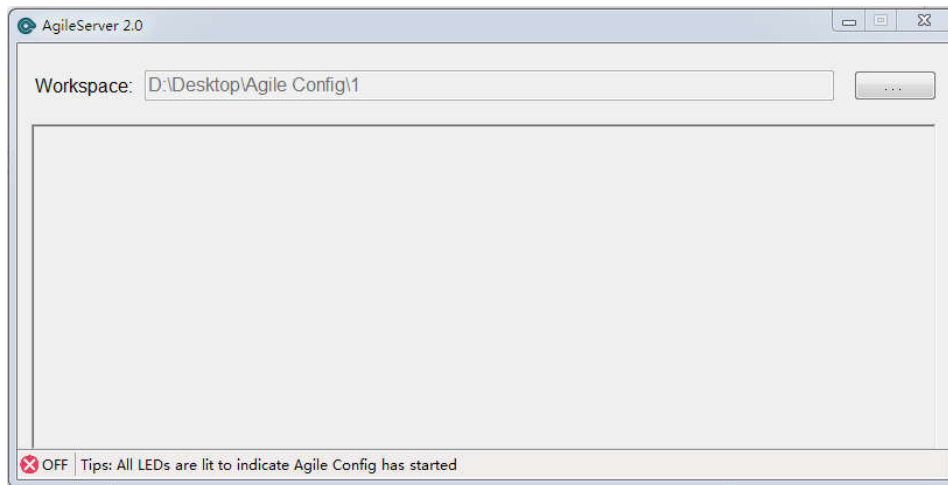 AgileServer 2.0
Workspace: D:\Desktop\Agile Config\1 ...
OFF Tips: All LEDs are lit to indicate Agile Config has started